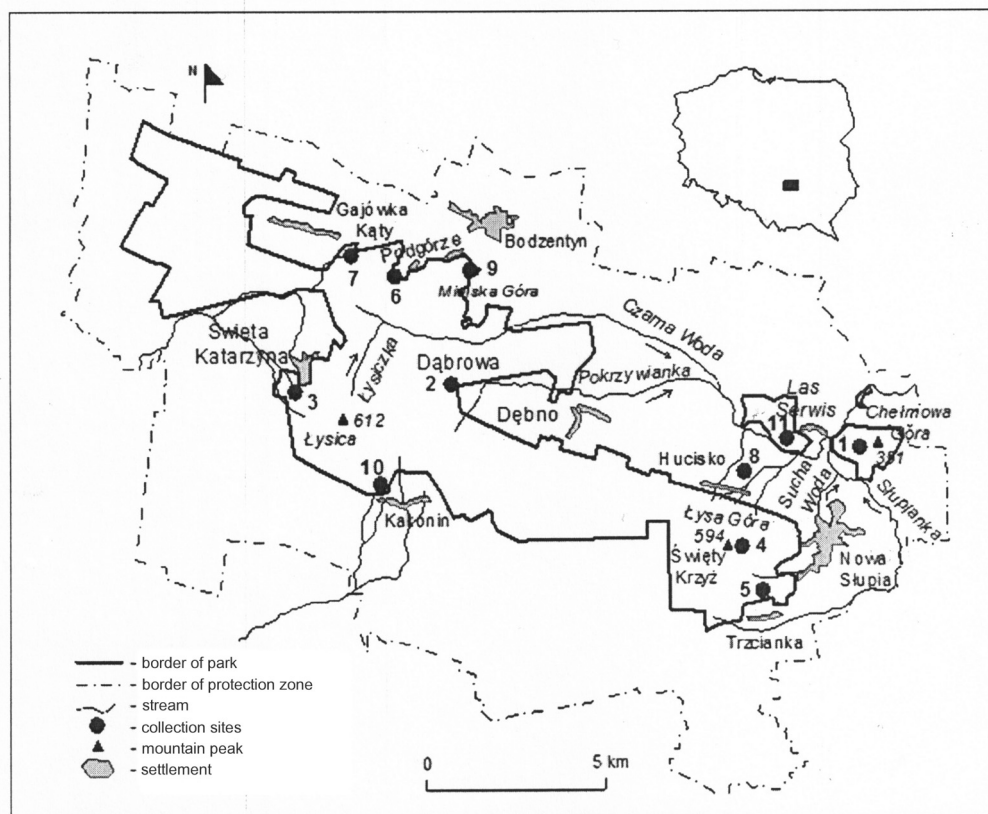 N
Gajówka
Kąty
Podgórze
Bodzentyn
7
6
9
Miejska Góra
Święta
Katarzyna
Łysiczka
Czarna Woda
Dąbrowa
2
Pokrzywianka
Las
Serwis
Chełmowa
Góra
3
612
Łysica
Dębno
11
1
351
Hucisko
8
Sucha
Woda
Słupianka
10
Kakonin
Łysa Góra
594
4
Święty
Krzyż
Nowa
Słupia
5
Trzcianka
- border of park
- border of protection zone
- stream
- collection sites
- mountain peak
- settlement
0
5 km